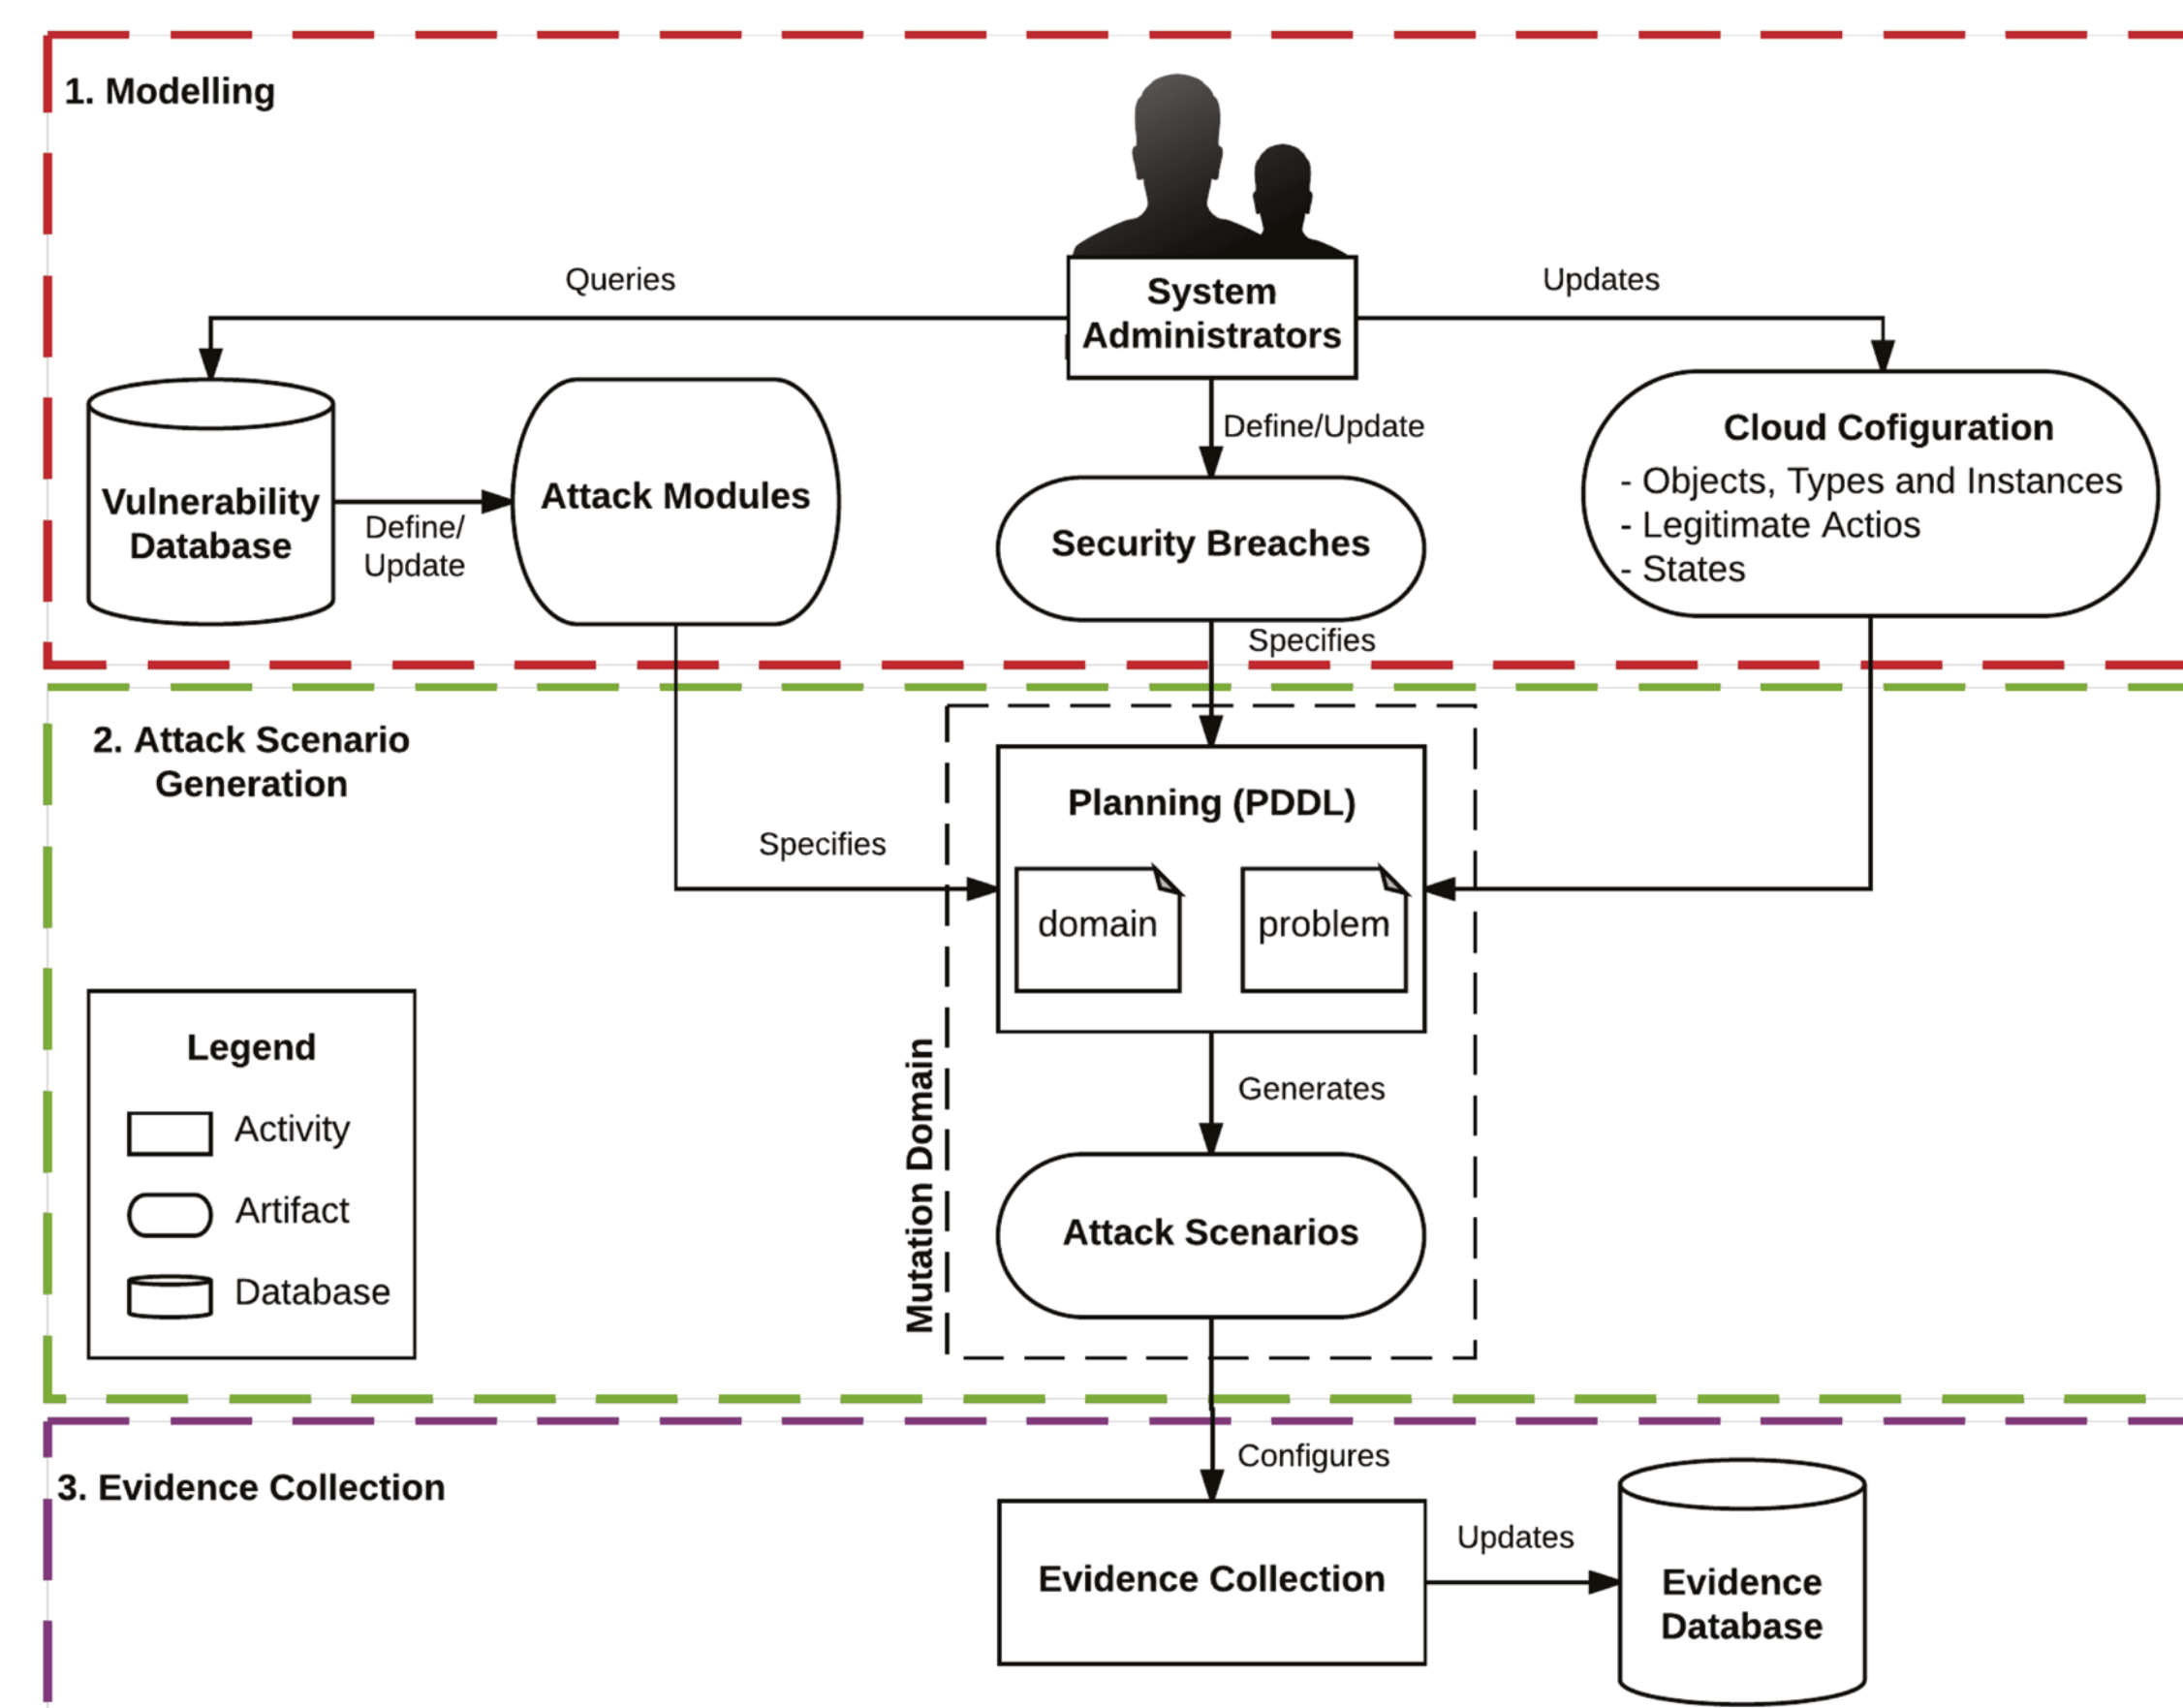 1. Modelling
Queries
System
Administrators
Updates
Define/Update
Vulnerability
Database
Define/
Update
Attack Modules
Security Breaches
Cloud Cofiguration
- Objects, Types and Instances
- Legitimate Actios
- States
Specifies
2. Attack Scenario
Generation
Specifies
Planning (PDDL)
domain
problem
Mutation Domain
Generates
Attack Scenarios
Legend
Activity
Artifact
Database
3. Evidence Collection
Configures
Evidence Collection
Updates
Evidence
Database